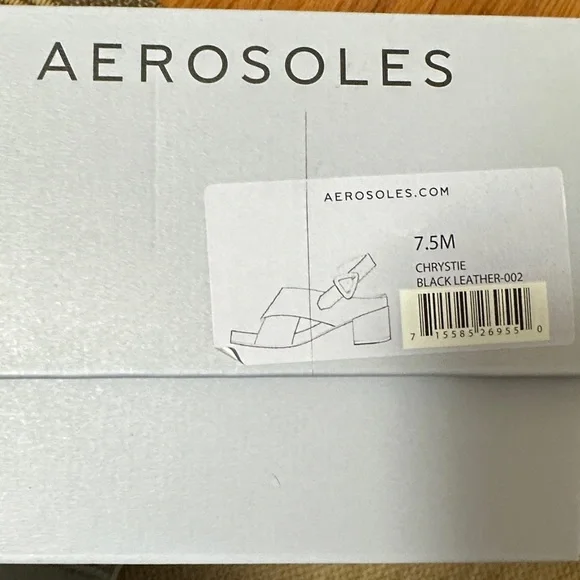 AEROSOLES
AEROSOLES.COM
7.5M
CHRYSTIE
BLACK LEATHER-002
7 15585 26955 0